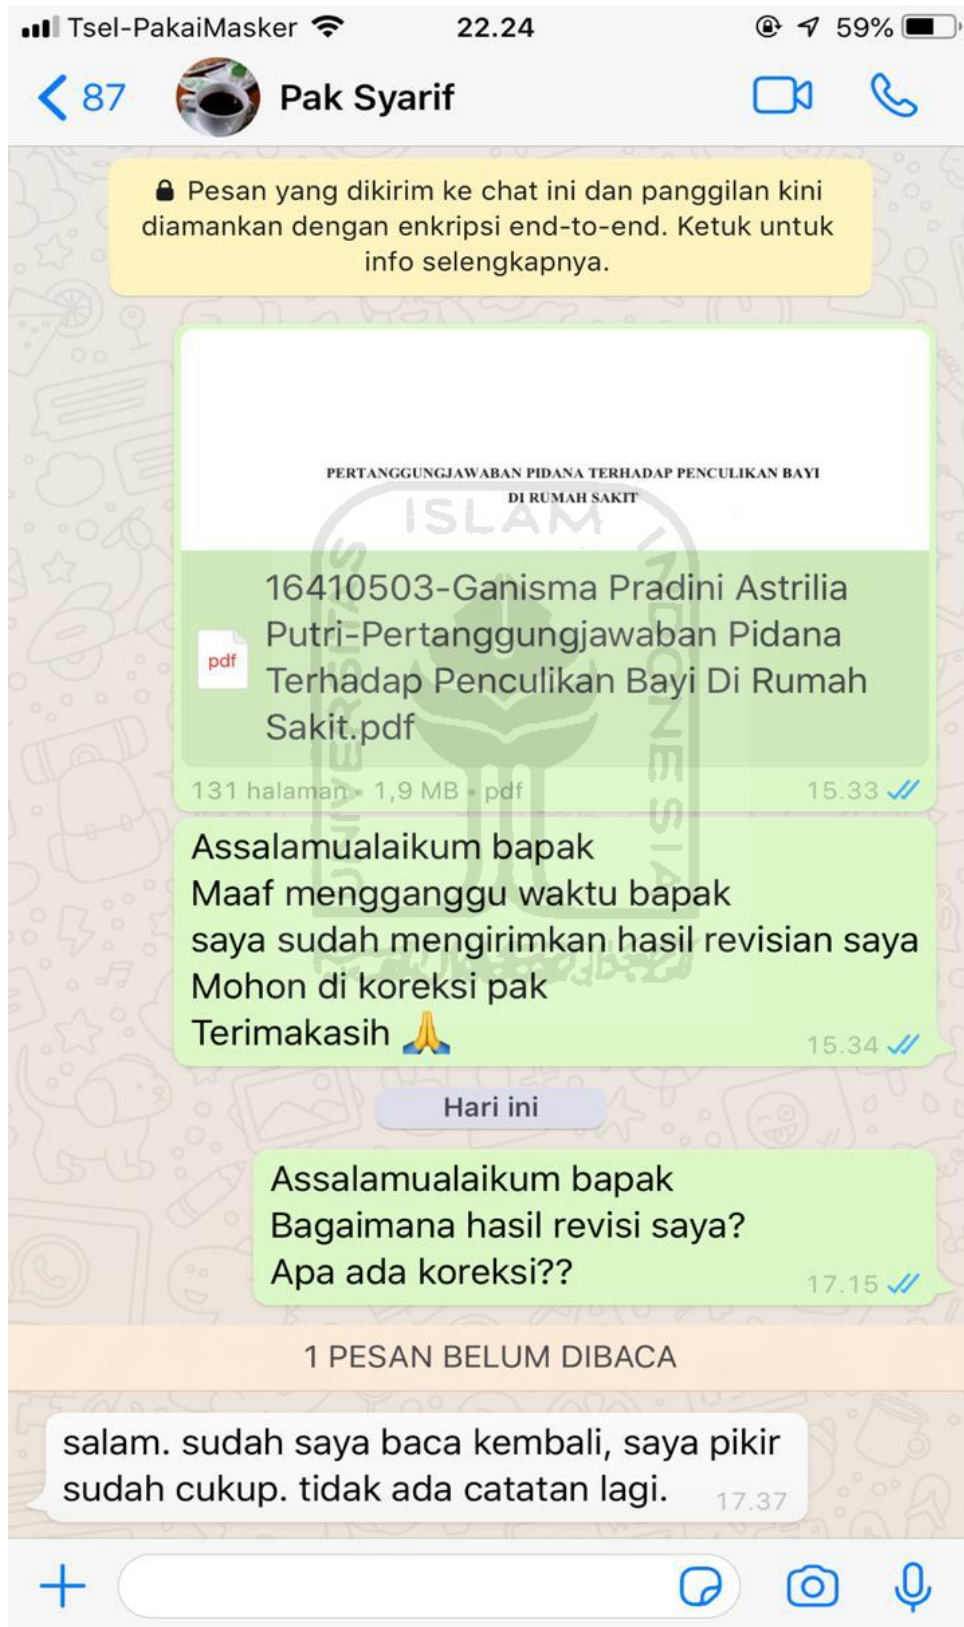 Tsel-PakaiMasker 22.24 59%
87 Pak Syarif
Pesan yang dikirim ke chat ini dan panggilan kini
diamankan dengan enkripsi end-to-end. Ketuk untuk
info selengkapnya.
PERTANGGUNGJAWABAN PIDANA TERHADAP PENCULIKAN BAYI
DI RUMAH SAKIT
ISLAM
UNIVERSITAS
INDONESIA
pdf
16410503-Ganisma Pradini Astrilia
Putri-Pertanggungjawaban Pidana
Terhadap Penculikan Bayi Di Rumah
Sakit.pdf
131 halaman • 1,9 MB • pdf 15.33
Assalamualaikum bapak
Maaf mengganggu waktu bapak
saya sudah mengirimkan hasil revisian saya
Mohon di koreksi pak
Terimakasih 🙏 15.34
Hari ini
Assalamualaikum bapak
Bagaimana hasil revisi saya?
Apa ada koreksi?? 17.15
1 PESAN BELUM DIBACA
salam. sudah saya baca kembali, saya pikir
sudah cukup. tidak ada catatan lagi. 17.37